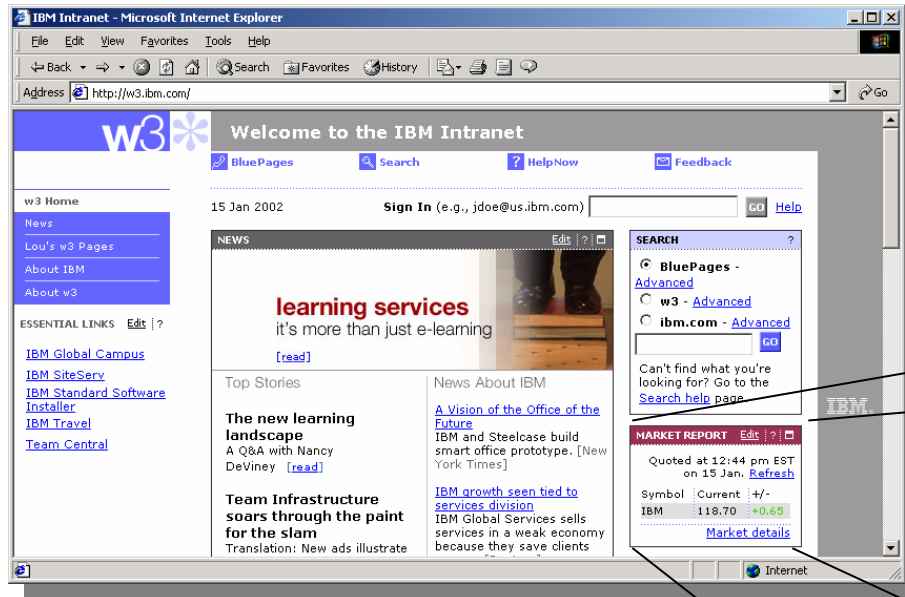 IBM Intranet - Microsoft Internet Explorer
File Edit View Favorites Tools Help
Back Search Favorites History
Address http://w3.ibm.com/ Go
w3* Welcome to the IBM Intranet
BluePages Search ? HelpNow Feedback
w3 Home
News
Lou's w3 Pages
About IBM
About w3
ESSENTIAL LINKS Edit ?
IBM Global Campus
IBM SiteServ
IBM Standard Software
Installer
IBM Travel
Team Central
15 Jan 2002 Sign In (e.g., jdoe@us.ibm.com) GO Help
NEWS Edit ?
learning services
it's more than just e-learning
[read]
Top Stories
The new learning
landscape
A Q&A with Nancy
DeViney [read]
Team Infrastructure
soars through the paint
for the slam
Translation: New ads illustrate
News About IBM
A Vision of the Office of the
Future
IBM and Steelcase build
smart office prototype. [New
York Times]
IBM growth seen tied to
services division
IBM Global Services sells
services in a weak economy
because they save clients
SEARCH ?
BluePages -
Advanced
w3 - Advanced
ibm.com - Advanced
GO
Can't find what you're
looking for? Go to the
Search help page.
IBM.
MARKET REPORT Edit ?
Quoted at 12:44 pm EST
on 15 Jan. Refresh
Symbol Current +/-
IBM 118.70 +0.65
Market details
Internet